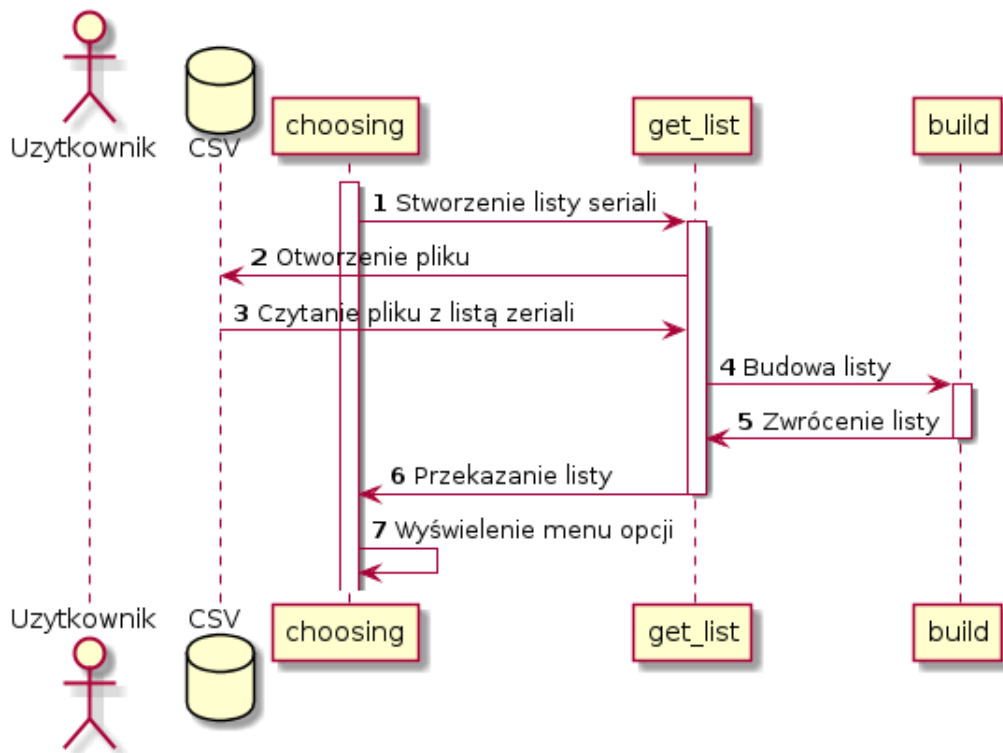 Uzytkownik
CSV
choosing
get_list
build
1 Stworzenie listy seriali
2 Otworzenie pliku
3 Czytanie pliku z listą zeriali
4 Budowa listy
5 Zwrócenie listy
6 Przekazanie listy
7 Wyświelenie menu opcji
Uzytkownik
CSV
choosing
get_list
build